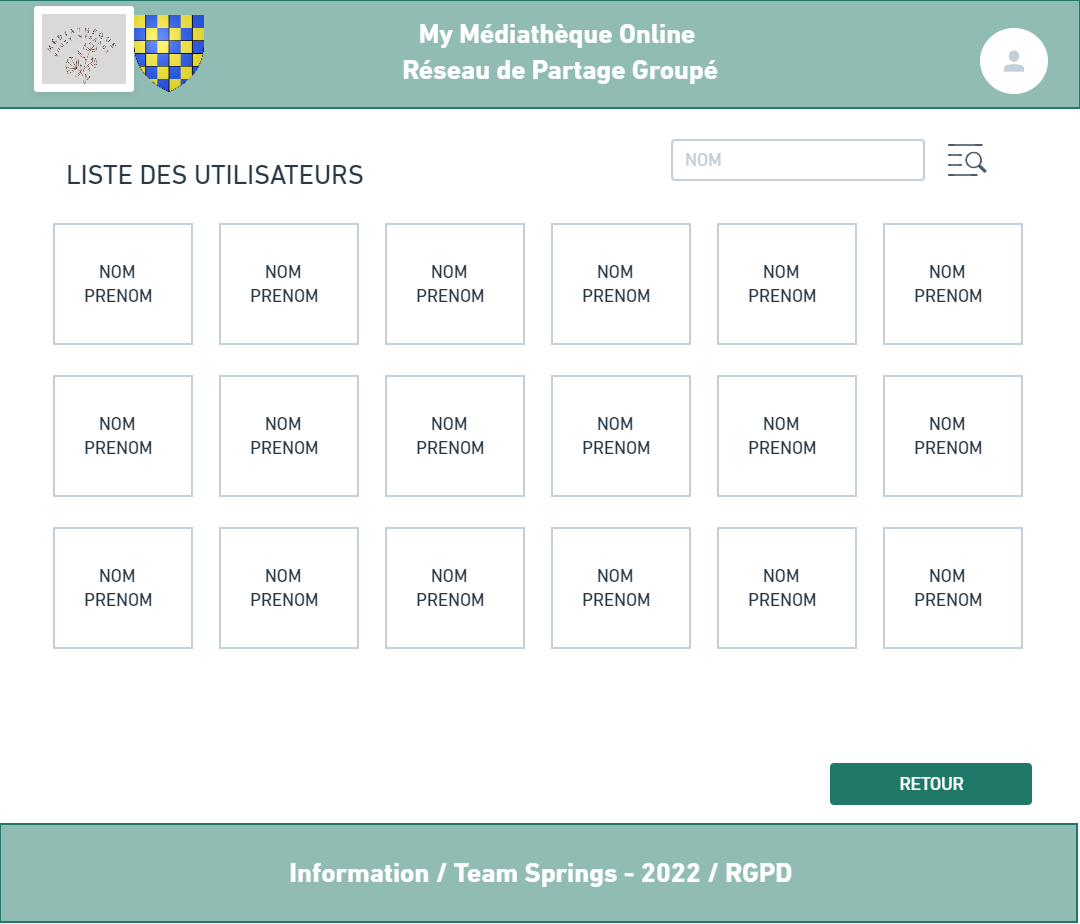 MÉDIATHÈQUE
My Médiathèque Online
Réseau de Partage Groupé
LISTE DES UTILISATEURS
NOM
NOM NOM NOM NOM NOM NOM
PRENOM PRENOM PRENOM PRENOM PRENOM PRENOM
NOM NOM NOM NOM NOM NOM
PRENOM PRENOM PRENOM PRENOM PRENOM PRENOM
NOM NOM NOM NOM NOM NOM
PRENOM PRENOM PRENOM PRENOM PRENOM PRENOM
RETOUR
Information / Team Springs - 2022 / RGPD